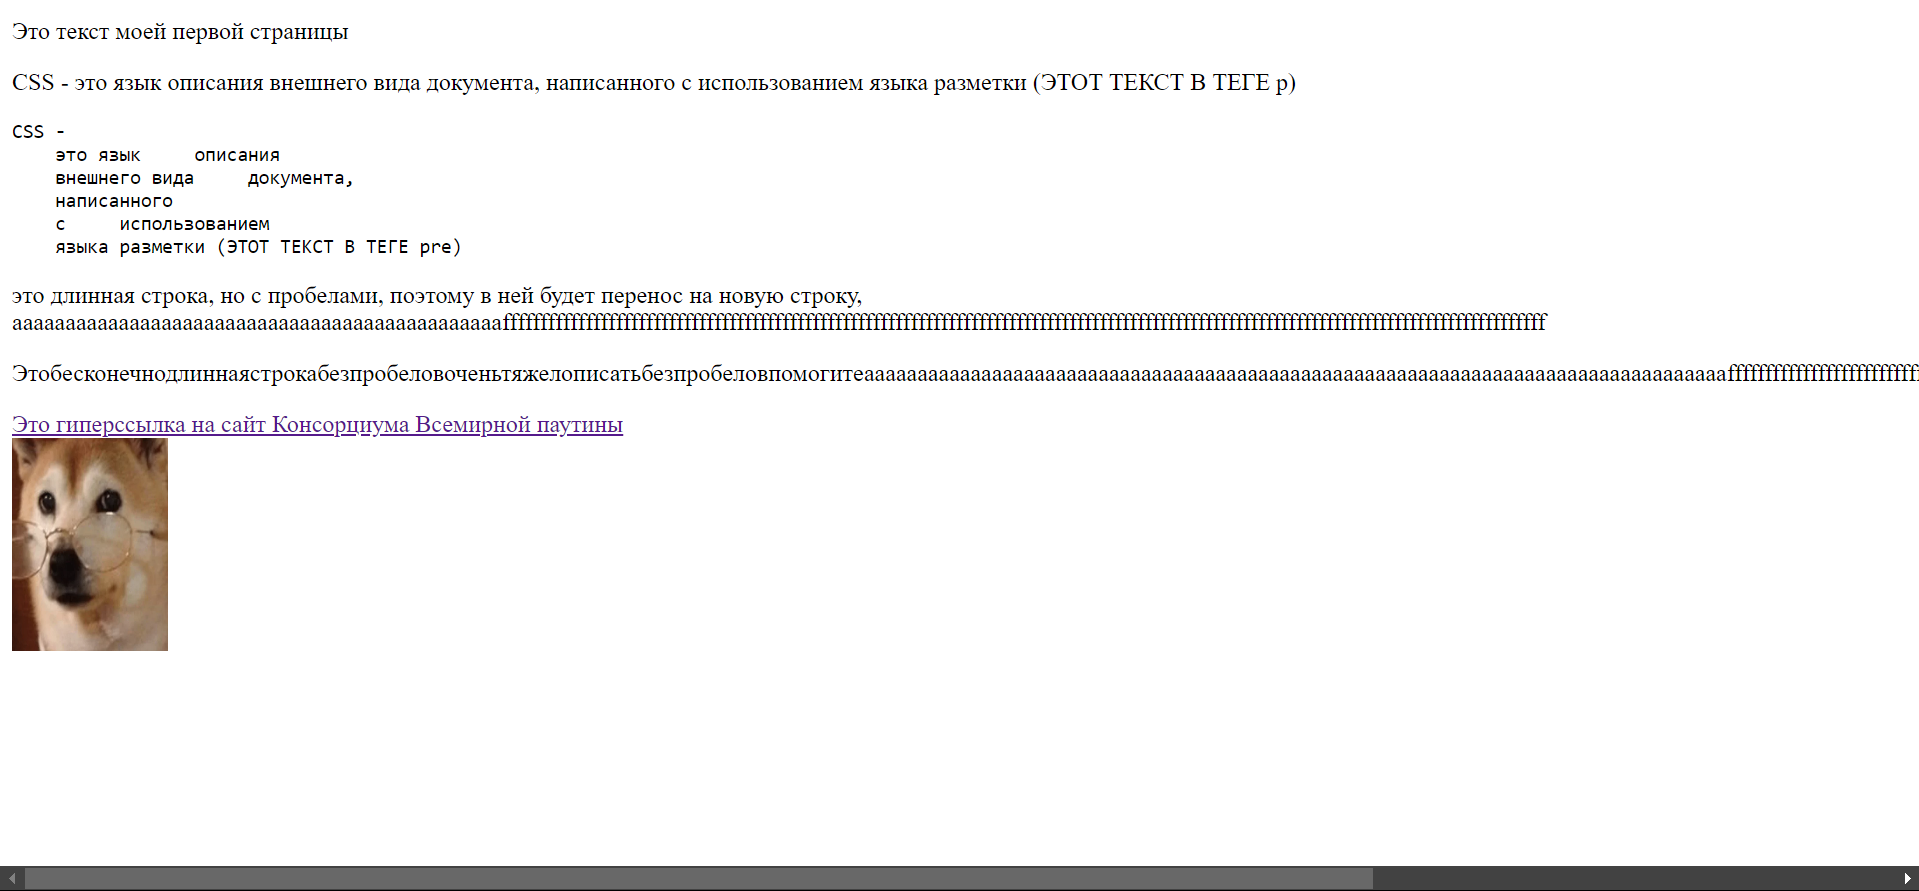 Это текст моей первой страницы
CSS - это язык описания внешнего вида документа, написанного с использованием языка разметки (ЭТОТ ТЕКСТ В ТЕГЕ p)
CSS -
    это язык     описания
    внешнего вида     документа,
    написанного
    с     использованием
    языка разметки (ЭТОТ ТЕКСТ В ТЕГЕ pre)
это длинная строка, но с пробелами, поэтому в ней будет перенос на новую строку,
Это гиперссылка на сайт Консорциума Всемирной паутины